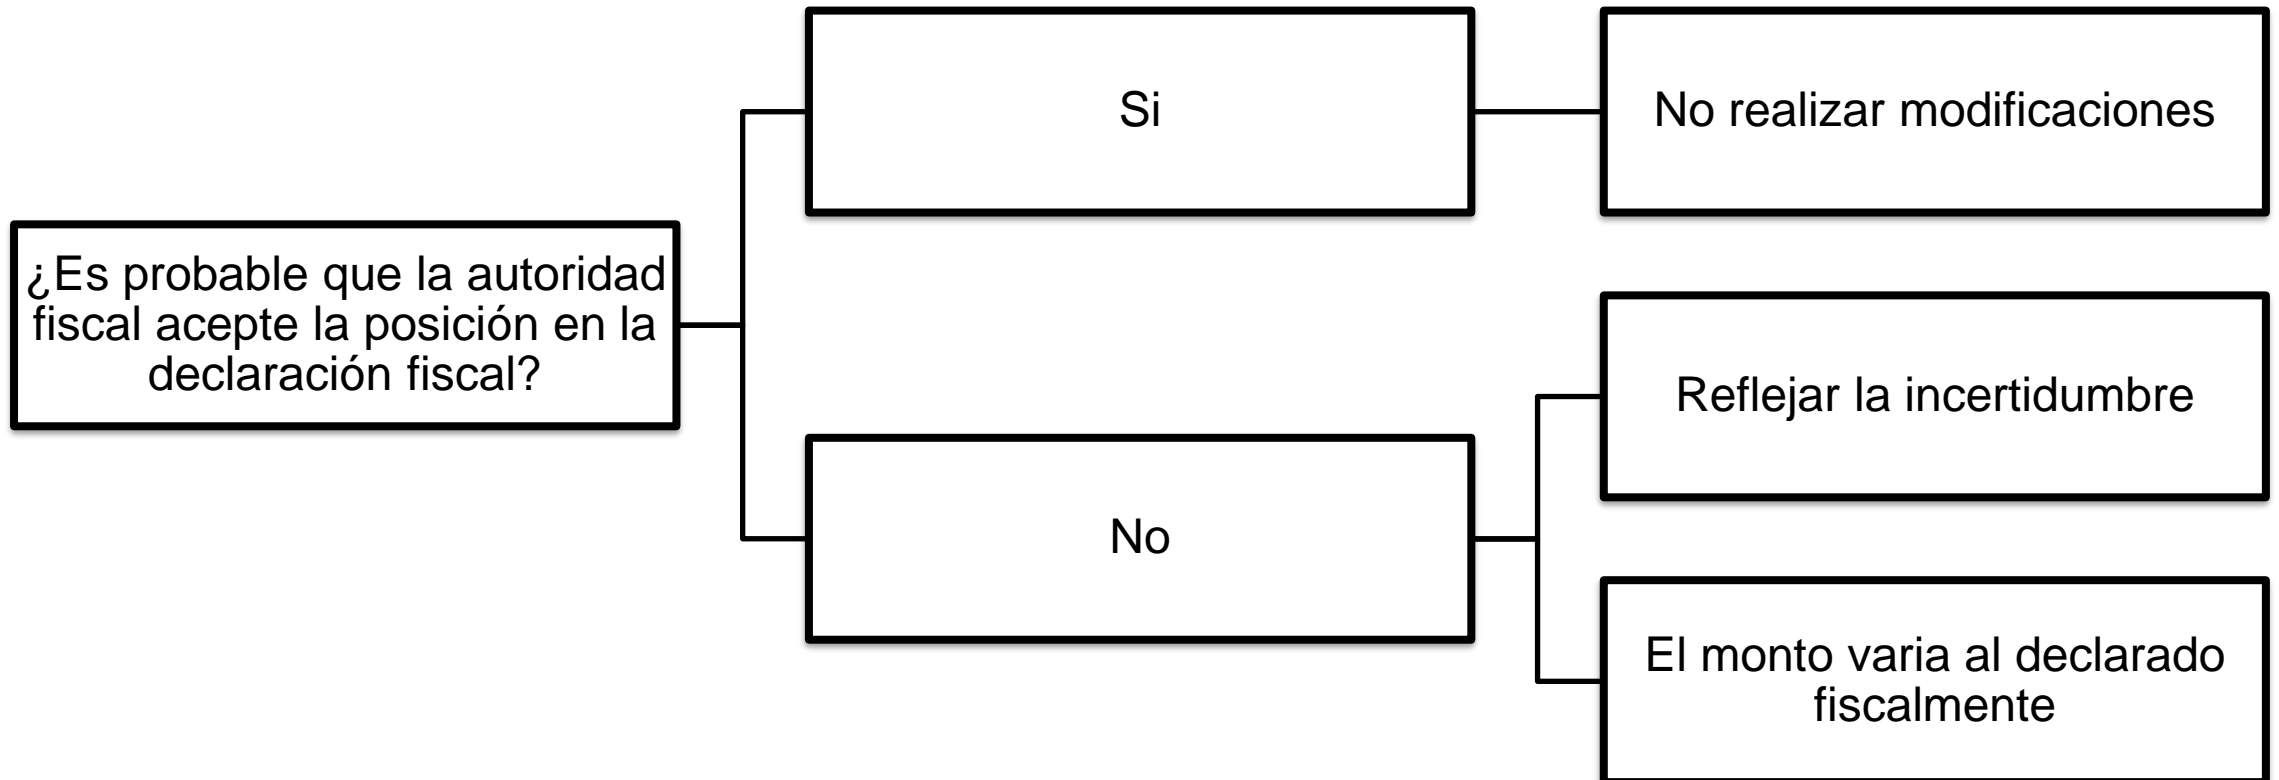 ¿Es probable que la autoridad
fiscal acepte la posición en la
declaración fiscal?
Si
No realizar modificaciones
No
Reflejar la incertidumbre
El monto varia al declarado
fiscalmente